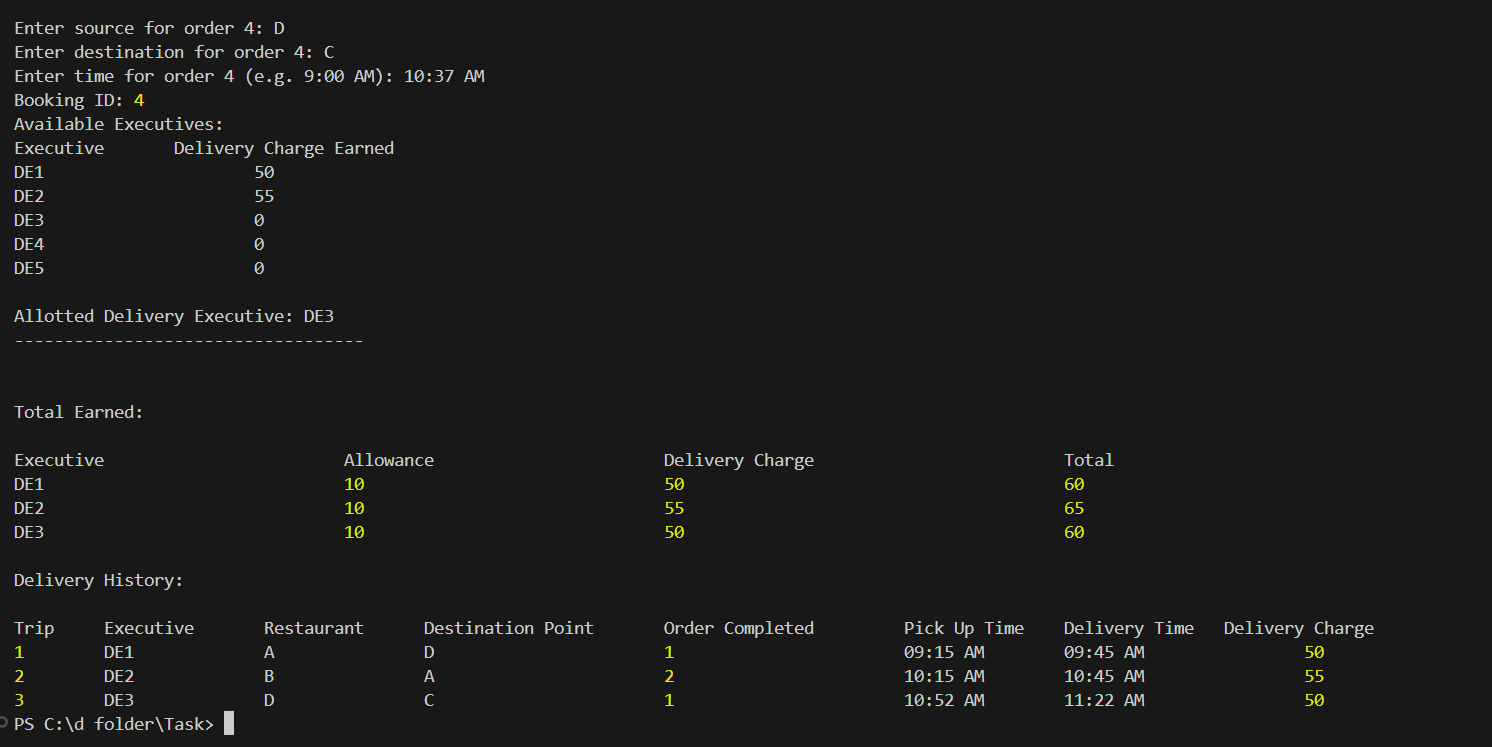 Enter source for order 4: D
Enter destination for order 4: C
Enter time for order 4 (e.g. 9:00 AM): 10:37 AM
Booking ID: 4
Available Executives:
Executive       Delivery Charge Earned
DE1                     50
DE2                     55
DE3                     0
DE4                     0
DE5                     0
Allotted Delivery Executive: DE3
-----------------------------------
Total Earned:
Executive                        Allowance                       Delivery Charge                         Total
DE1                              10                              50                                      60
DE2                              10                              55                                      65
DE3                              10                              50                                      60
Delivery History:
Trip     Executive       Restaurant      Destination Point       Order Completed         Pick Up Time    Delivery Time   Delivery Charge
1        DE1             A               D                       1                       09:15 AM        09:45 AM                50
2        DE2             B               A                       2                       10:15 AM        10:45 AM                55
3        DE3             D               C                       1                       10:52 AM        11:22 AM                50
PS C:\d folder\Task>